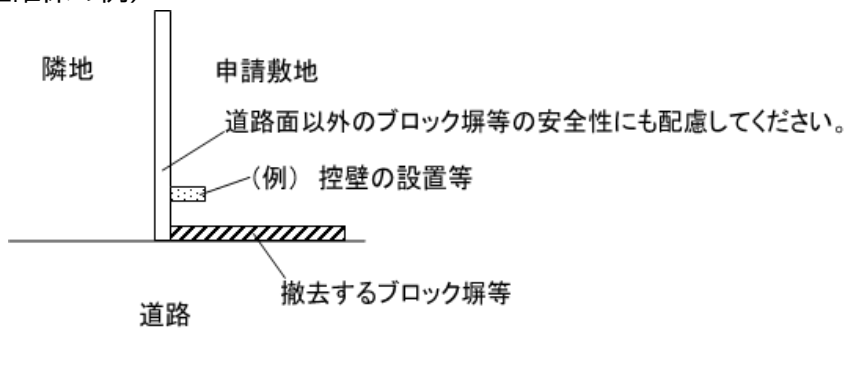 隣地
申請敷地
道路面以外のブロック塀等の安全性にも配慮してください。
(例) 控壁の設置等
撤去するブロック塀等
道路